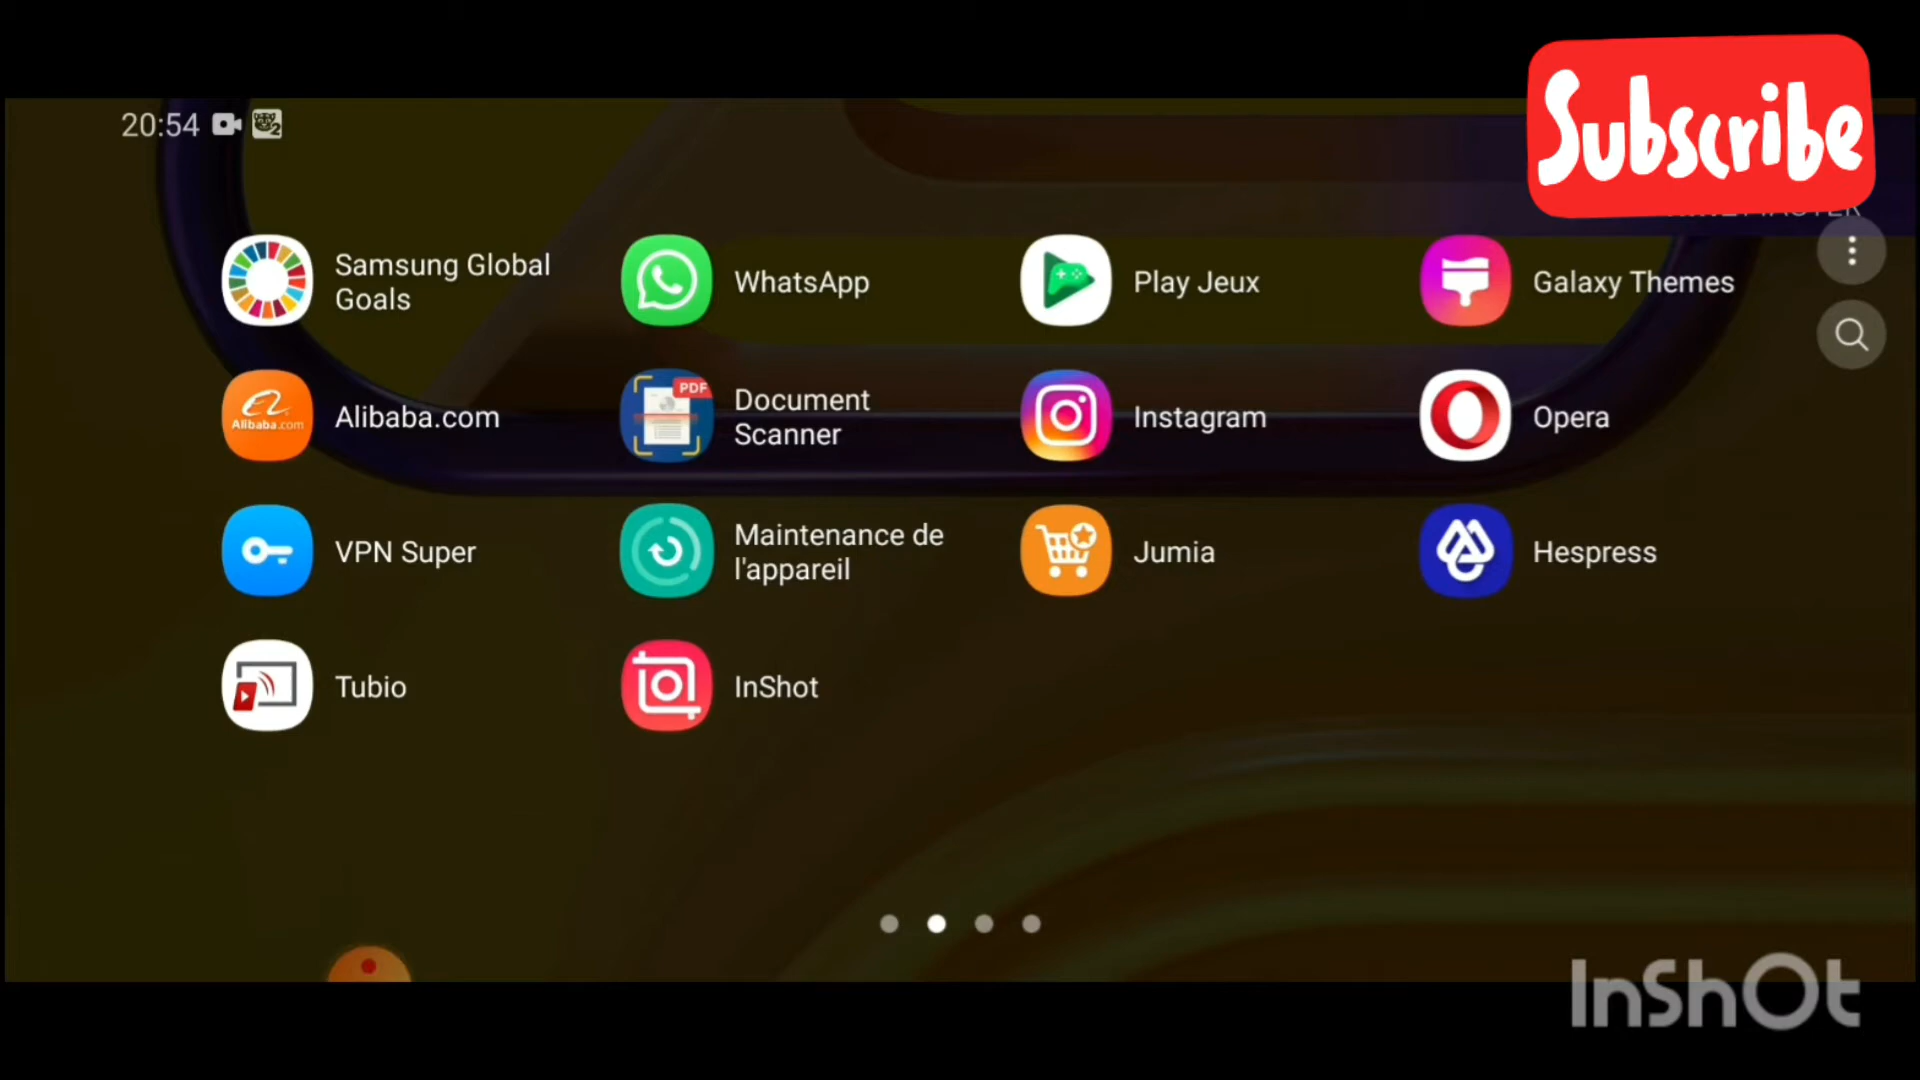 Subscribe
20:54
Samsung Global
Goals
WhatsApp
Play Jeux
Galaxy Themes
Alibaba.com
Alibaba.com
PDF
Document
Scanner
Instagram
Opera
VPN Super
Maintenance de
l'appareil
Jumia
Hespress
Tubio
InShot
InShOt